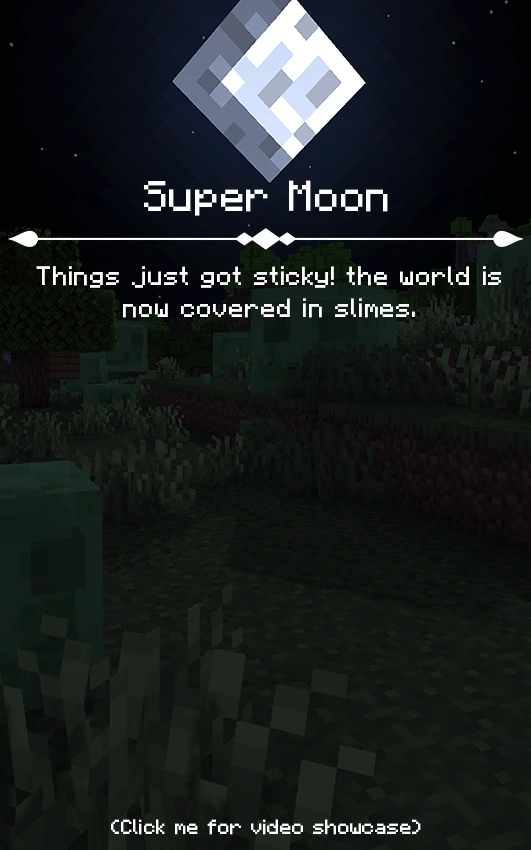 Super Moon
Things just got sticky! the world is
now covered in slimes.
(Click me for video showcase)